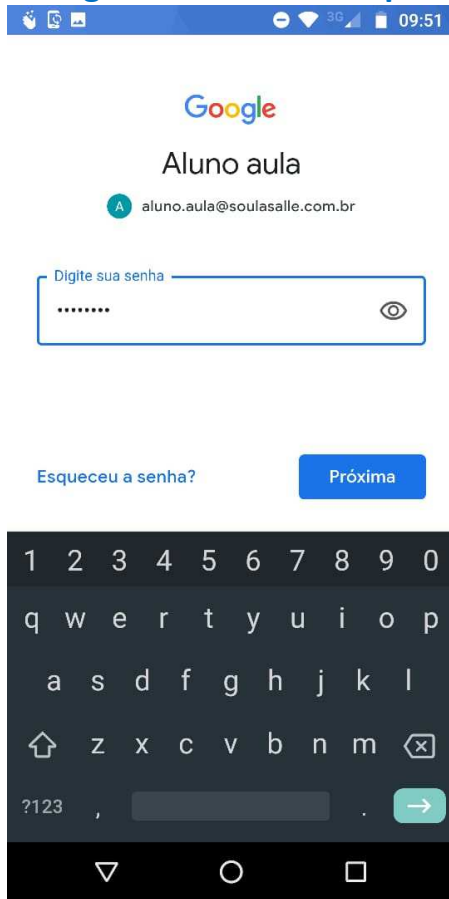 3G 09:51
Google
Aluno aula
A aluno.aula@soulasalle.com.br
Digite sua senha
••••••••
Esqueceu a senha? Próxima
1 2 3 4 5 6 7 8 9 0
q w e r t y u i o p
a s d f g h j k l
z x c v b n m
?123 , .